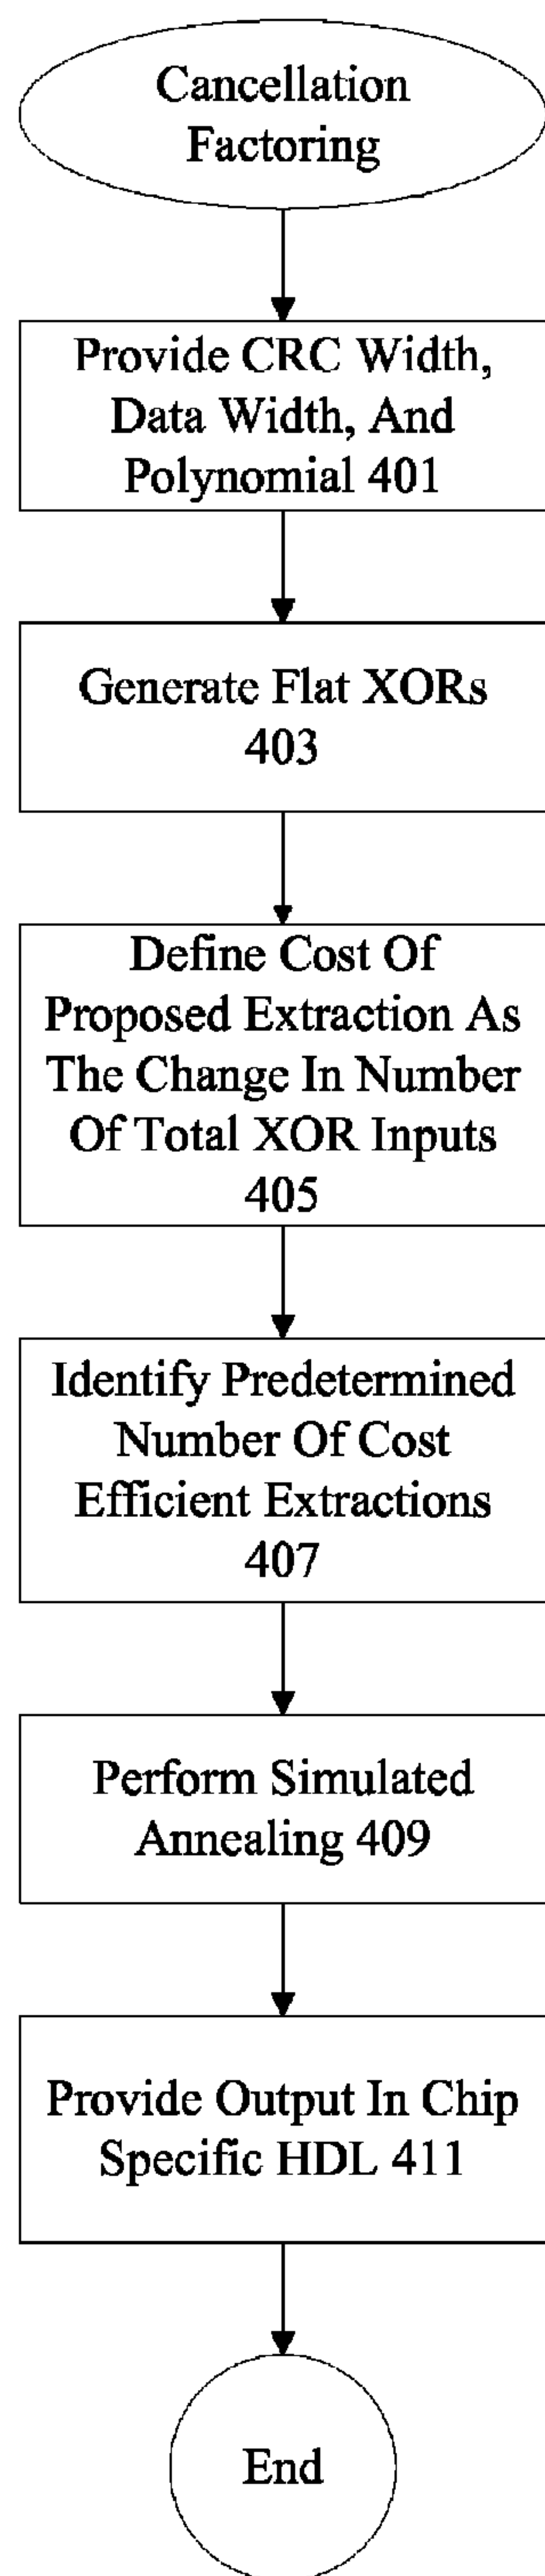 Cancellation
Factoring
Provide CRC Width,
Data Width, And
Polynomial 401
Generate Flat XORs
403
Define Cost Of
Proposed Extraction As
The Change In Number
Of Total XOR Inputs
405
Identify Predetermined
Number Of Cost
Efficient Extractions
407
Perform Simulated
Annealing 409
Provide Output In Chip
Specific HDL 411
End